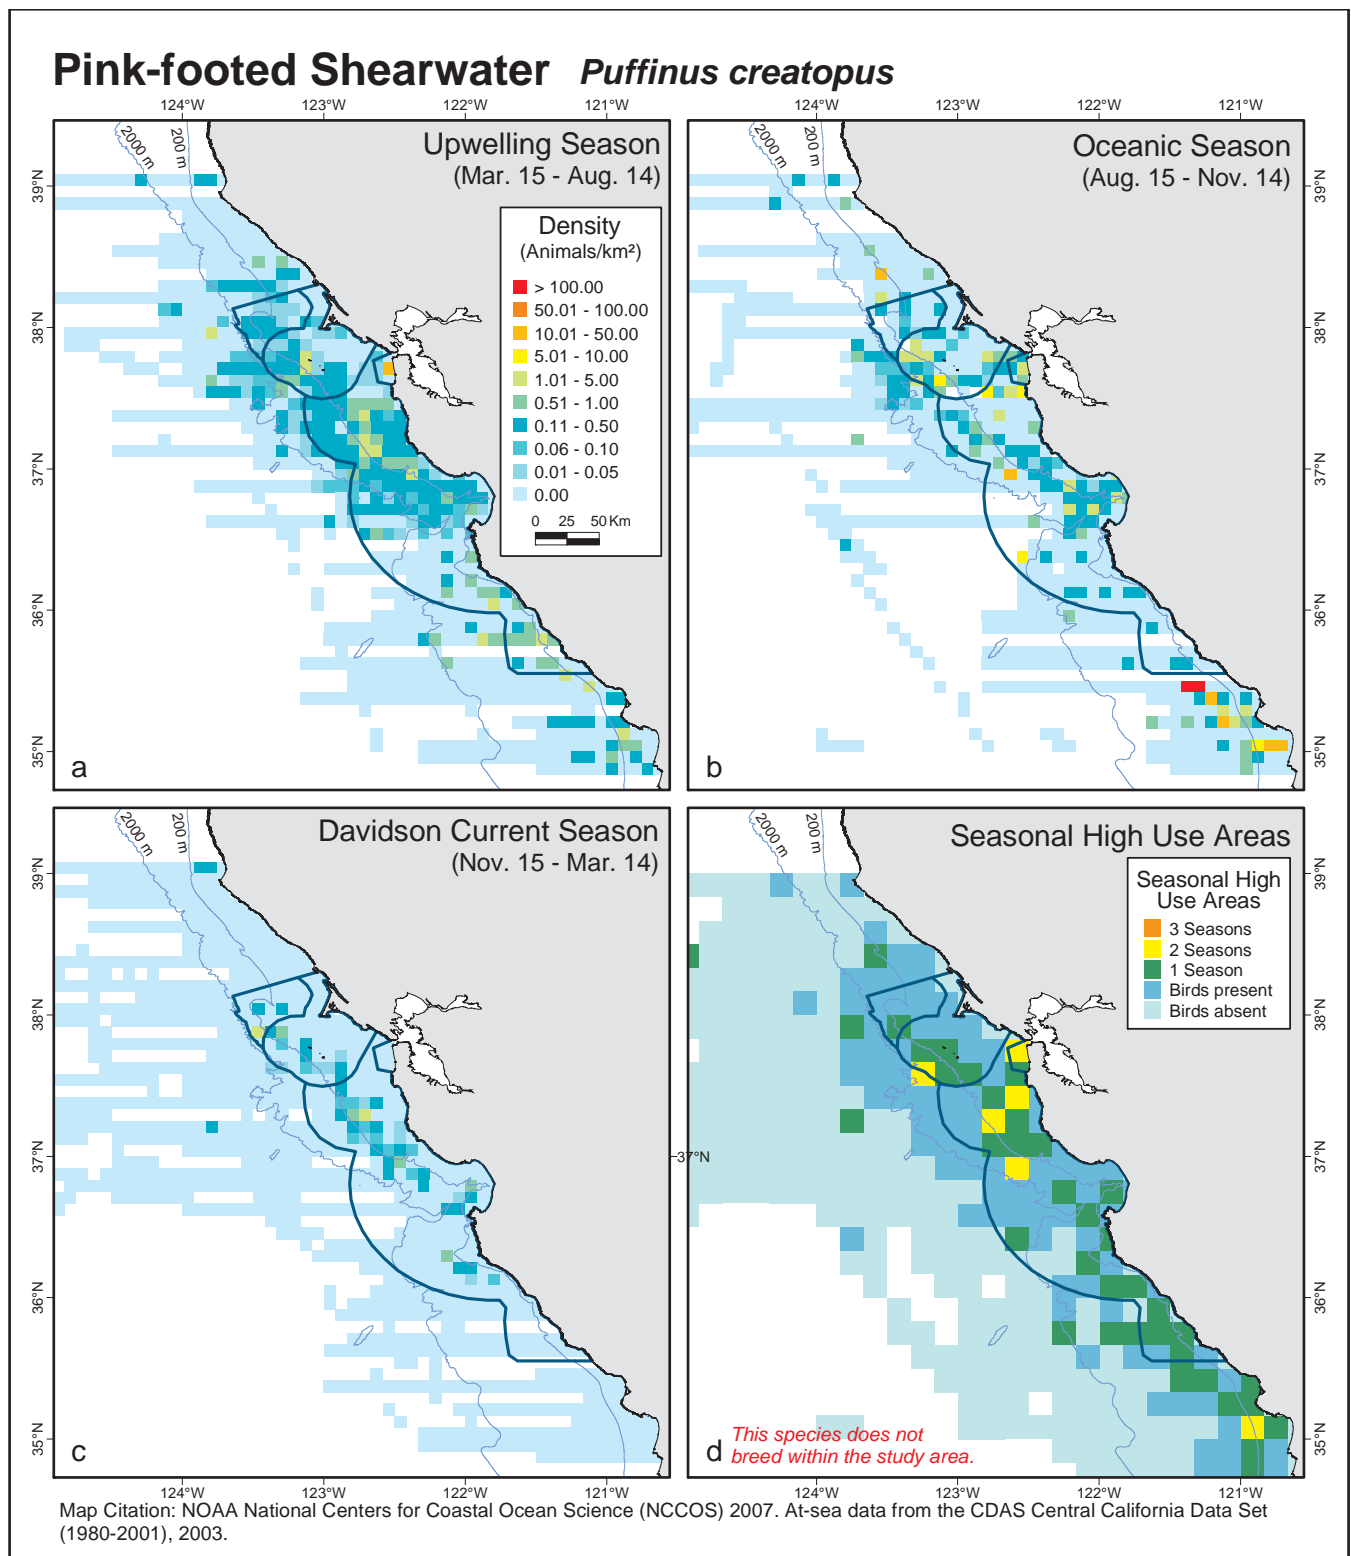 Pink-footed Shearwater Puffinus creatopus
124°W 123°W 122°W 121°W 124°W 123°W 122°W 121°W
2000 m
200 m
Upwelling Season
(Mar. 15 - Aug. 14)
39°N
38°N
37°N
36°N
35°N
Density
(Animals/km²)
> 100.00
50.01 - 100.00
10.01 - 50.00
5.01 - 10.00
1.01 - 5.00
0.51 - 1.00
0.11 - 0.50
0.06 - 0.10
0.01 - 0.05
0.00
0 25 50 Km
a
2000 m
200 m
Oceanic Season
(Aug. 15 - Nov. 14)
39°N
38°N
37°N
36°N
35°N
b
2000 m
200 m
Davidson Current Season
(Nov. 15 - Mar. 14)
39°N
38°N
37°N
36°N
35°N
c
37°N
2000 m
200 m
Seasonal High Use Areas
Seasonal High
Use Areas
3 Seasons
2 Seasons
1 Season
Birds present
Birds absent
39°N
38°N
37°N
36°N
35°N
This species does not
breed within the study area.
d
124°W 123°W 122°W 121°W 124°W 123°W 122°W 121°W
Map Citation: NOAA National Centers for Coastal Ocean Science (NCCOS) 2007. At-sea data from the CDAS Central California Data Set
(1980-2001), 2003.